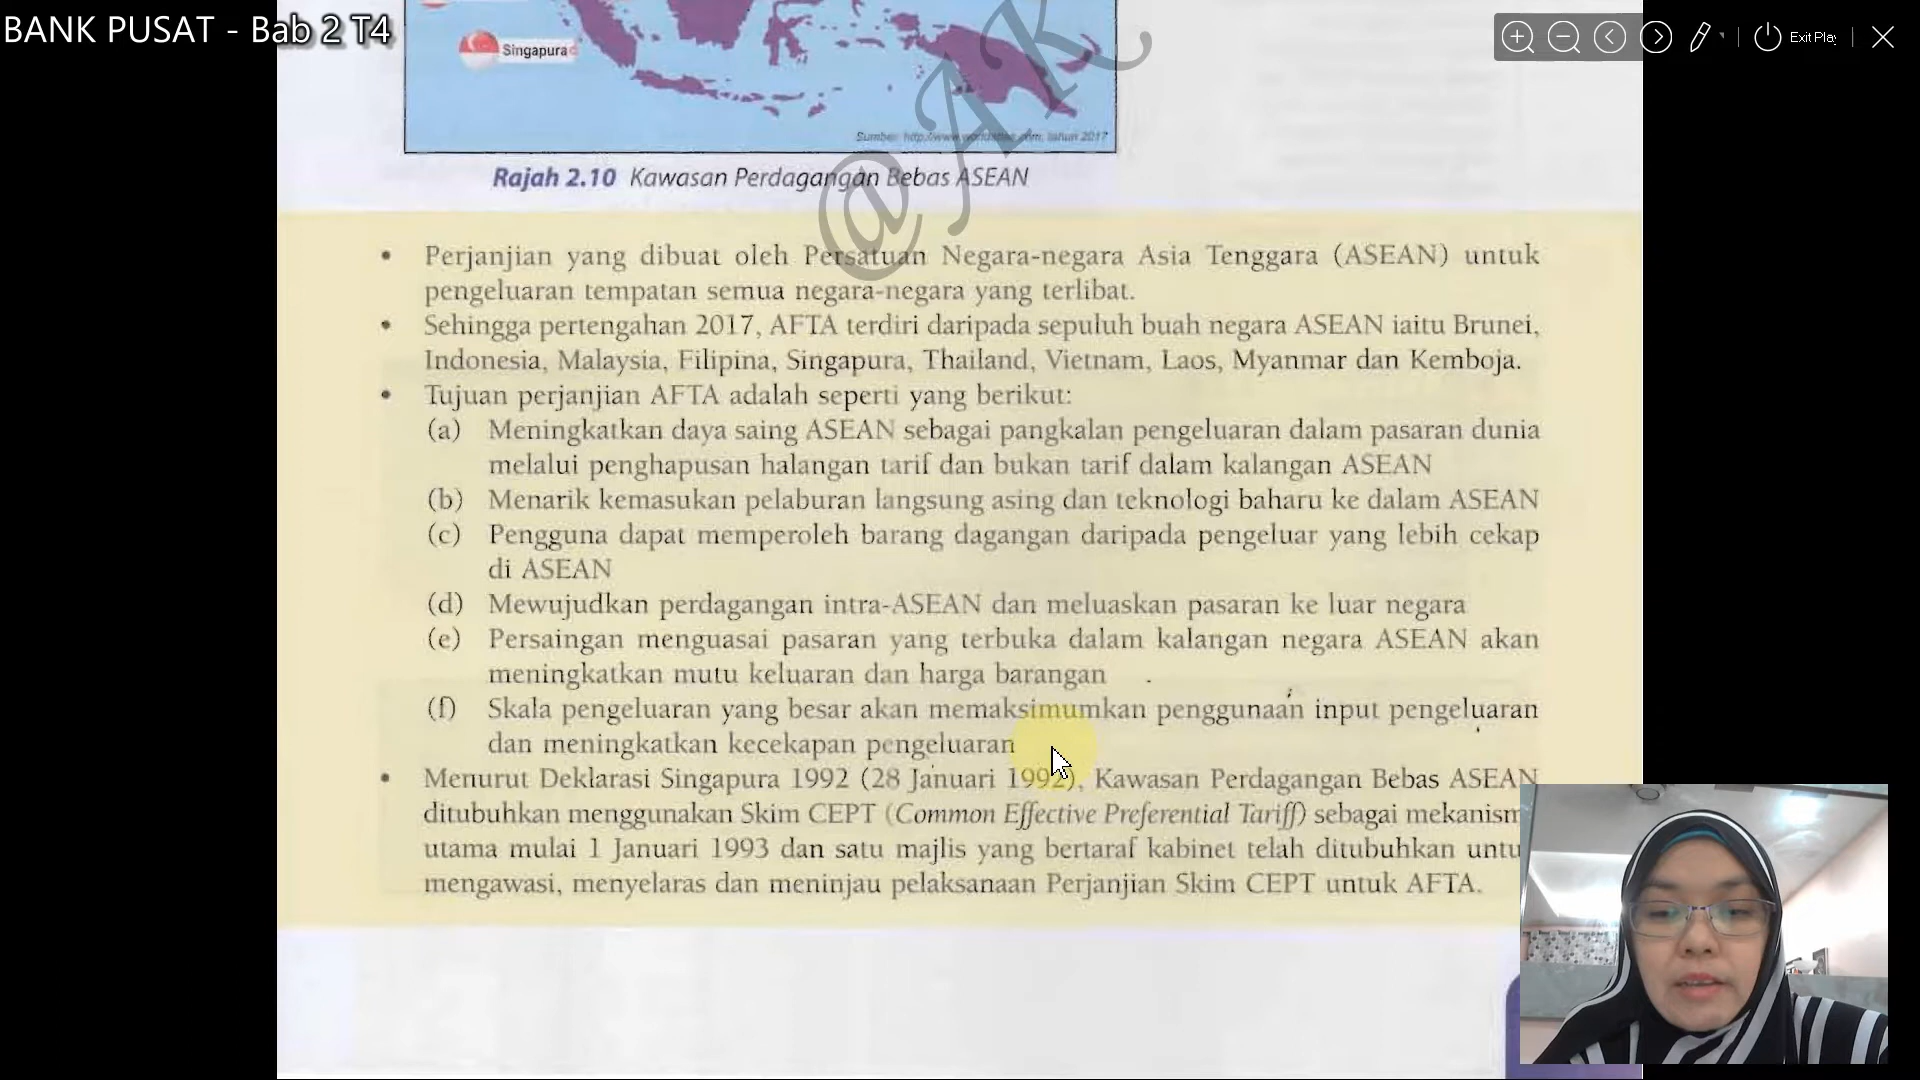 BANK PUSAT - Bab 2 T4
Exit Play
Singapura
Sumber: http://www.worldatlas.com, tahun 2017
@AK
Rajah 2.10 Kawasan Perdagangan Bebas ASEAN
• Perjanjian yang dibuat oleh Persatuan Negara-negara Asia Tenggara (ASEAN) untuk
pengeluaran tempatan semua negara-negara yang terlibat.
• Sehingga pertengahan 2017, AFTA terdiri daripada sepuluh buah negara ASEAN iaitu Brunei,
Indonesia, Malaysia, Filipina, Singapura, Thailand, Vietnam, Laos, Myanmar dan Kemboja.
• Tujuan perjanjian AFTA adalah seperti yang berikut:
(a) Meningkatkan daya saing ASEAN sebagai pangkalan pengeluaran dalam pasaran dunia
melalui penghapusan halangan tarif dan bukan tarif dalam kalangan ASEAN
(b) Menarik kemasukan pelaburan langsung asing dan teknologi baharu ke dalam ASEAN
(c) Pengguna dapat memperoleh barang dagangan daripada pengeluar yang lebih cekap
di ASEAN
(d) Mewujudkan perdagangan intra-ASEAN dan meluaskan pasaran ke luar negara
(e) Persaingan menguasai pasaran yang terbuka dalam kalangan negara ASEAN akan
meningkatkan mutu keluaran dan harga barangan
(f) Skala pengeluaran yang besar akan memaksimumkan penggunaan input pengeluaran
dan meningkatkan kecekapan pengeluaran
• Menurut Deklarasi Singapura 1992 (28 Januari 1992), Kawasan Perdagangan Bebas ASEAN
ditubuhkan menggunakan Skim CEPT (Common Effective Preferential Tariff) sebagai mekanism
utama mulai 1 Januari 1993 dan satu majlis yang bertaraf kabinet telah ditubuhkan untu
mengawasi, menyelaras dan meninjau pelaksanaan Perjanjian Skim CEPT untuk AFTA.